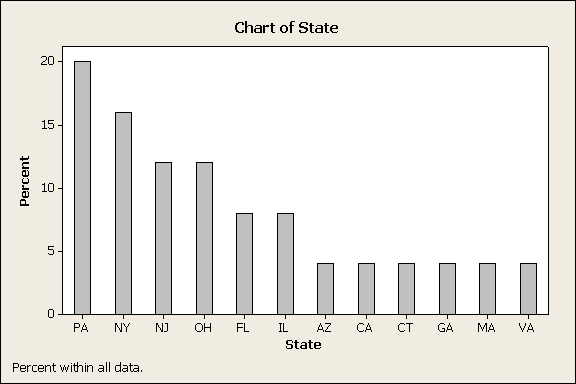 Chart of State
20
15
10
5
0
Percent
PA NY NJ OH FL IL AZ CA CT GA MA VA
State
Percent within all data.